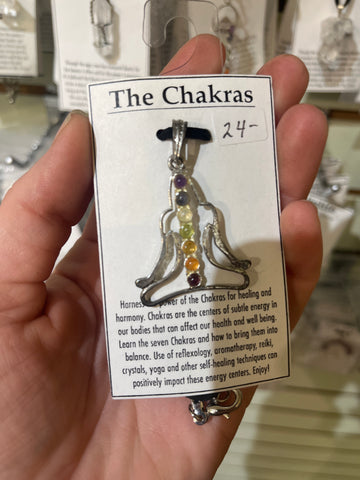 The Chakras
24-
Harness power of the Chakras for healing and
harmony. Chakras are the centers of subtle energy in
our bodies that can affect our health and well being.
Learn the seven Chakras and how to bring them into
balance. Use of reflexology, aromatherapy, reiki,
crystals, yoga and other self-healing techniques can
positively impact these energy centers. Enjoy!